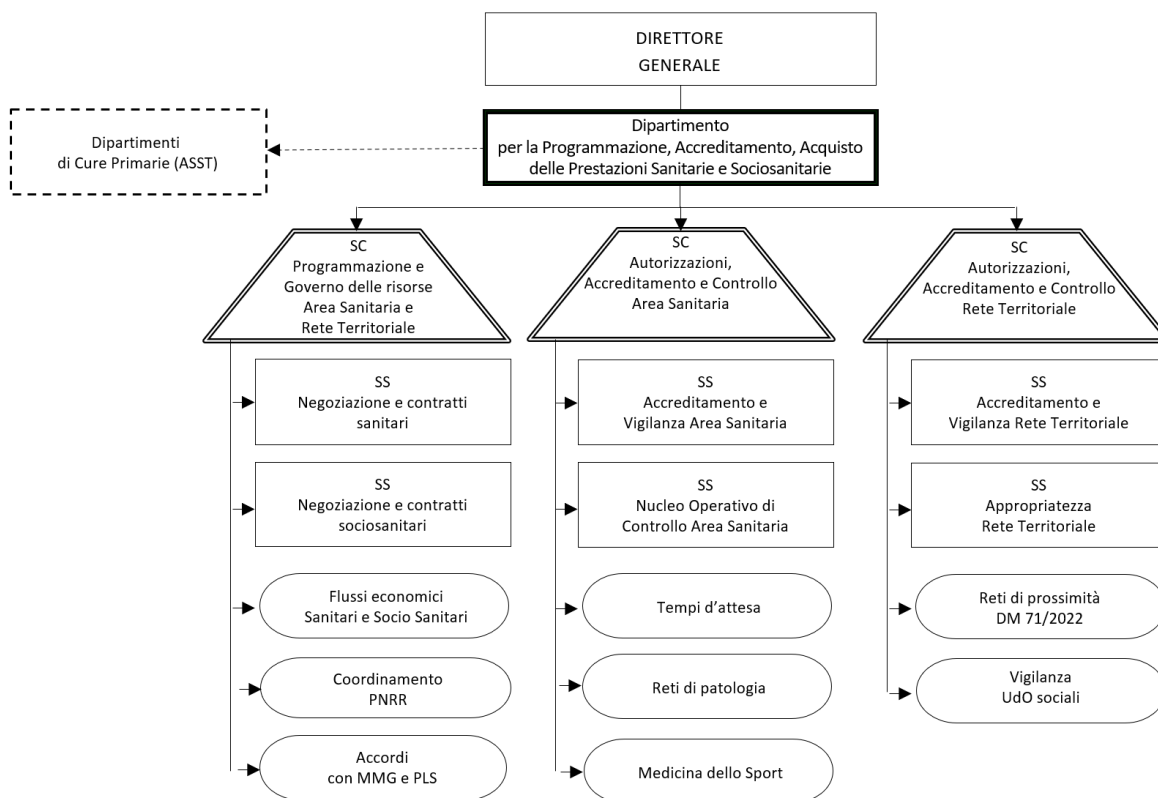 DIRETTORE
GENERALE
Dipartimento
per la Programmazione, Accreditamento, Acquisto
delle Prestazioni Sanitarie e Sociosanitarie
Dipartimenti
di Cure Primarie (ASST)
SC
Programmazione e
Governo delle risorse
Area Sanitaria e
Rete Territoriale
SC
Autorizzazioni,
Accreditamento e Controllo
Area Sanitaria
SC
Autorizzazioni,
Accreditamento e Controllo
Rete Territoriale
SS
Negoziazione e contratti
sanitari
SS
Negoziazione e contratti
sociosanitari
Flussi economici
Sanitari e Socio Sanitari
Coordinamento
PNRR
Accordi
con MMG e PLS
SS
Accreditamento e
Vigilanza Area Sanitaria
SS
Nucleo Operativo di
Controllo Area Sanitaria
Tempi d’attesa
Reti di patologia
Medicina dello Sport
SS
Accreditamento e
Vigilanza Rete Territoriale
SS
Appropriatezza
Rete Territoriale
Reti di prossimità
DM 71/2022
Vigilanza
UdO sociali